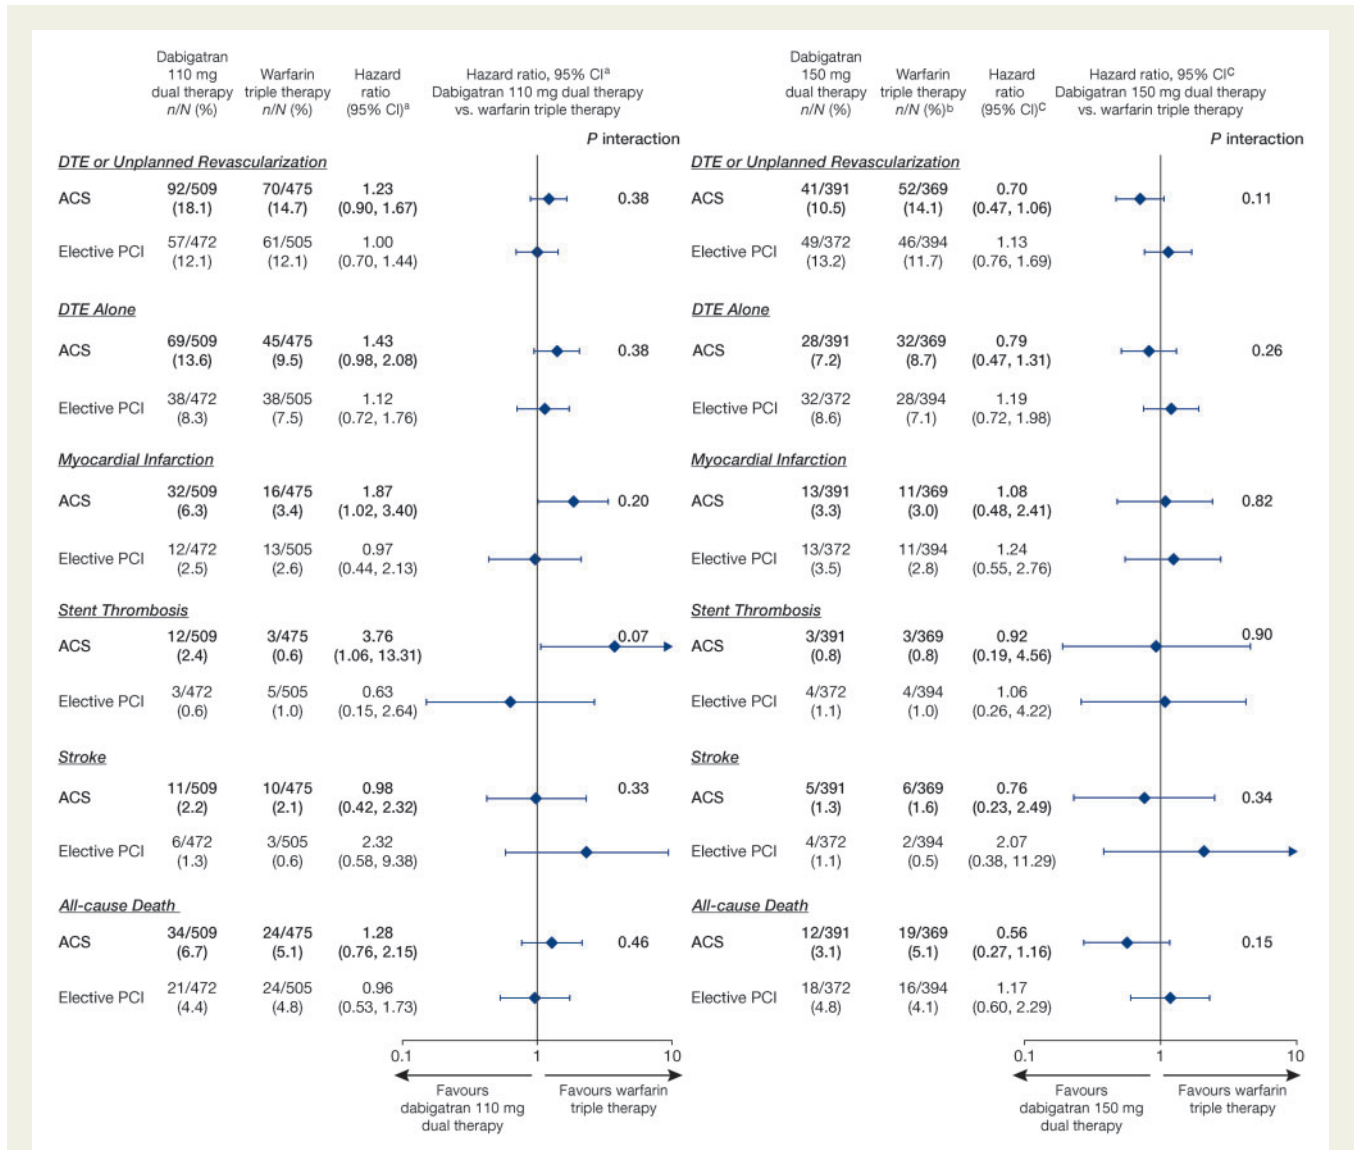 Dabigatran 110 mg dual therapy n/N (%) Warfarin triple therapy n/N (%) Hazard ratio (95% CI)a Hazard ratio, 95% CIa Dabigatran 110 mg dual therapy vs. warfarin triple therapy
P interaction
DTE or Unplanned Revascularization
ACS 92/509 (18.1) 70/475 (14.7) 1.23 (0.90, 1.67) 0.38
Elective PCI 57/472 (12.1) 61/505 (12.1) 1.00 (0.70, 1.44)
DTE Alone
ACS 69/509 (13.6) 45/475 (9.5) 1.43 (0.98, 2.08) 0.38
Elective PCI 38/472 (8.3) 38/505 (7.5) 1.12 (0.72, 1.76)
Myocardial Infarction
ACS 32/509 (6.3) 16/475 (3.4) 1.87 (1.02, 3.40) 0.20
Elective PCI 12/472 (2.5) 13/505 (2.6) 0.97 (0.44, 2.13)
Stent Thrombosis
ACS 12/509 (2.4) 3/475 (0.6) 3.76 (1.06, 13.31) 0.07
Elective PCI 3/472 (0.6) 5/505 (1.0) 0.63 (0.15, 2.64)
Stroke
ACS 11/509 (2.2) 10/475 (2.1) 0.98 (0.42, 2.32) 0.33
Elective PCI 6/472 (1.3) 3/505 (0.6) 2.32 (0.58, 9.38)
All-cause Death
ACS 34/509 (6.7) 24/475 (5.1) 1.28 (0.76, 2.15) 0.46
Elective PCI 21/472 (4.4) 24/505 (4.8) 0.96 (0.53, 1.73)
0.1 1 10
Favours dabigatran 110 mg dual therapy
Favours warfarin triple therapy
Dabigatran 150 mg dual therapy n/N (%) Warfarin triple therapy n/N (%)b Hazard ratio (95% CI)C Hazard ratio, 95% CIC Dabigatran 150 mg dual therapy vs. warfarin triple therapy
P interaction
DTE or Unplanned Revascularization
ACS 41/391 (10.5) 52/369 (14.1) 0.70 (0.47, 1.06) 0.11
Elective PCI 49/372 (13.2) 46/394 (11.7) 1.13 (0.76, 1.69)
DTE Alone
ACS 28/391 (7.2) 32/369 (8.7) 0.79 (0.47, 1.31) 0.26
Elective PCI 32/372 (8.6) 28/394 (7.1) 1.19 (0.72, 1.98)
Myocardial Infarction
ACS 13/391 (3.3) 11/369 (3.0) 1.08 (0.48, 2.41) 0.82
Elective PCI 13/372 (3.5) 11/394 (2.8) 1.24 (0.55, 2.76)
Stent Thrombosis
ACS 3/391 (0.8) 3/369 (0.8) 0.92 (0.19, 4.56) 0.90
Elective PCI 4/372 (1.1) 4/394 (1.0) 1.06 (0.26, 4.22)
Stroke
ACS 5/391 (1.3) 6/369 (1.6) 0.76 (0.23, 2.49) 0.34
Elective PCI 4/372 (1.1) 2/394 (0.5) 2.07 (0.38, 11.29)
All-cause Death
ACS 12/391 (3.1) 19/369 (5.1) 0.56 (0.27, 1.16) 0.15
Elective PCI 18/372 (4.8) 16/394 (4.1) 1.17 (0.60, 2.29)
0.1 1 10
Favours dabigatran 150 mg dual therapy
Favours warfarin triple therapy